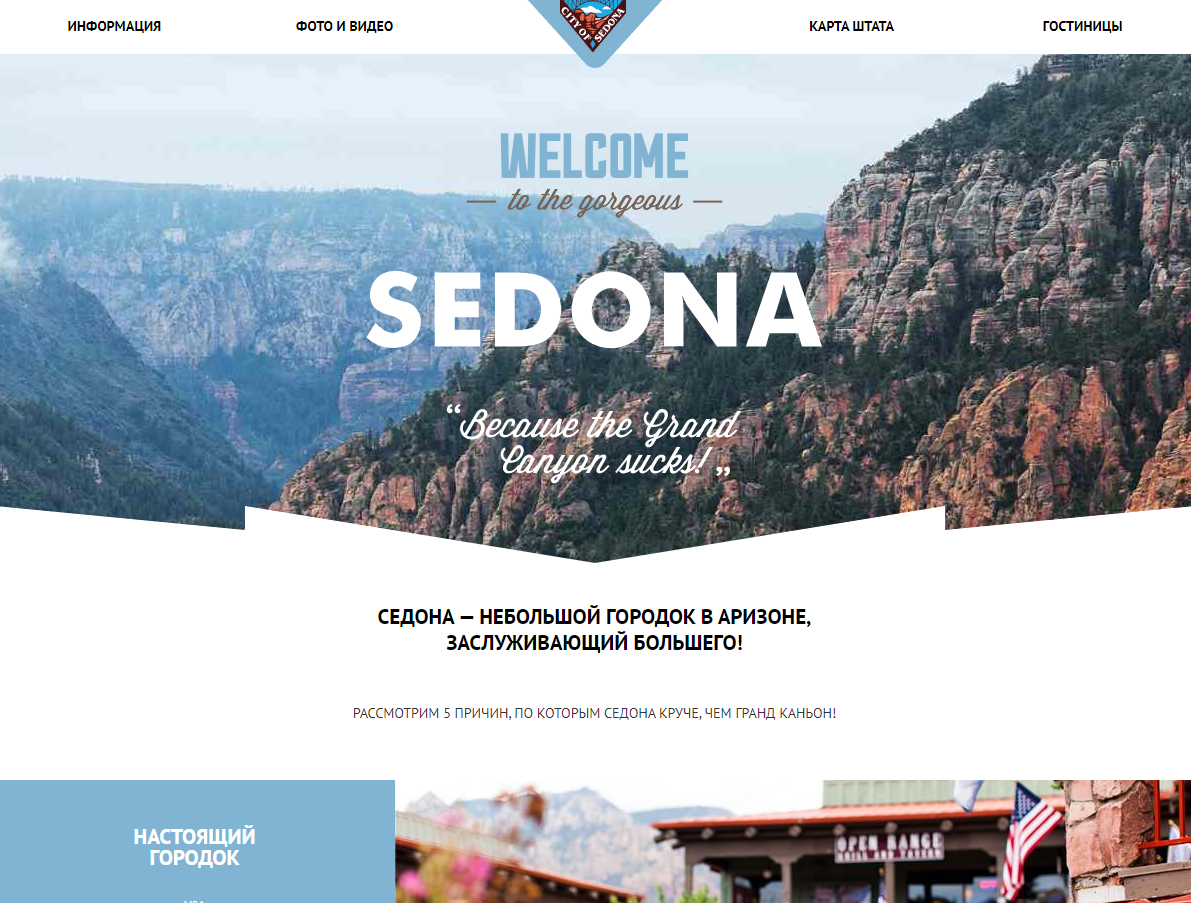 ИНФОРМАЦИЯ
ФОТО И ВИДЕО
CITY OF SEDONA
КАРТА ШТАТА
ГОСТИНИЦЫ
WELCOME
— to the gorgeous —
SEDONA
“Because the Grand
Canyon sucks!„
СЕДОНА — НЕБОЛЬШОЙ ГОРОДОК В АРИЗОНЕ,
ЗАСЛУЖИВАЮЩИЙ БОЛЬШЕГО!
РАССМОТРИМ 5 ПРИЧИН, ПО КОТОРЫМ СЕДОНА КРУЧЕ, ЧЕМ ГРАНД КАНЬОН!
НАСТОЯЩИЙ
ГОРОДОК
OPEN RANGE
GRILL AND TAVERN